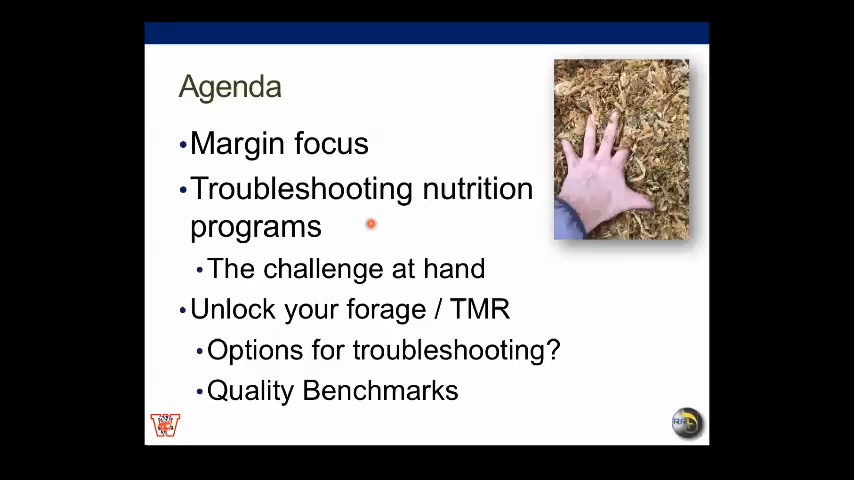 Agenda
•Margin focus
•Troubleshooting nutrition
programs
•The challenge at hand
•Unlock your forage / TMR
•Options for troubleshooting?
•Quality Benchmarks
W